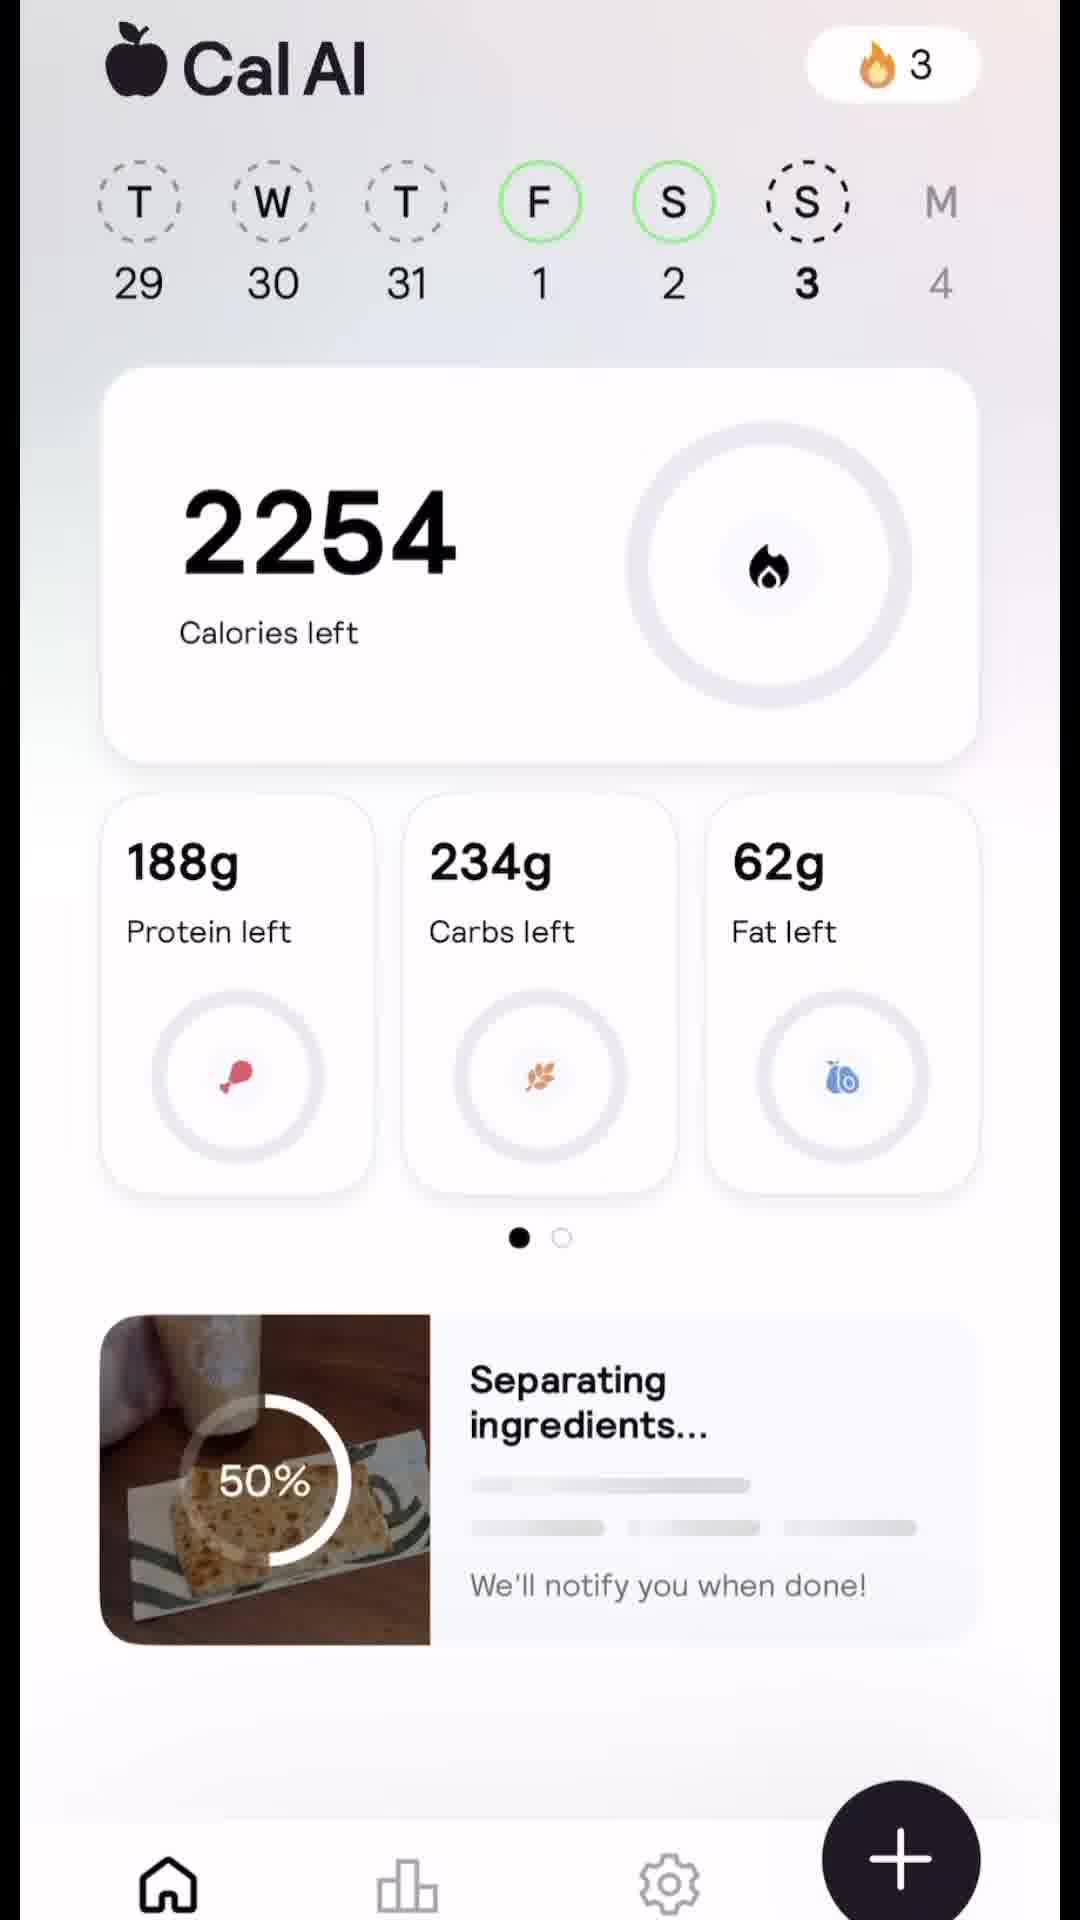 Cal AI
3
T W T F S S M
29 30 31 1 2 3 4
2254
Calories left
188g
Protein left
234g
Carbs left
62g
Fat left
50%
Separating
ingredients...
We'll notify you when done!